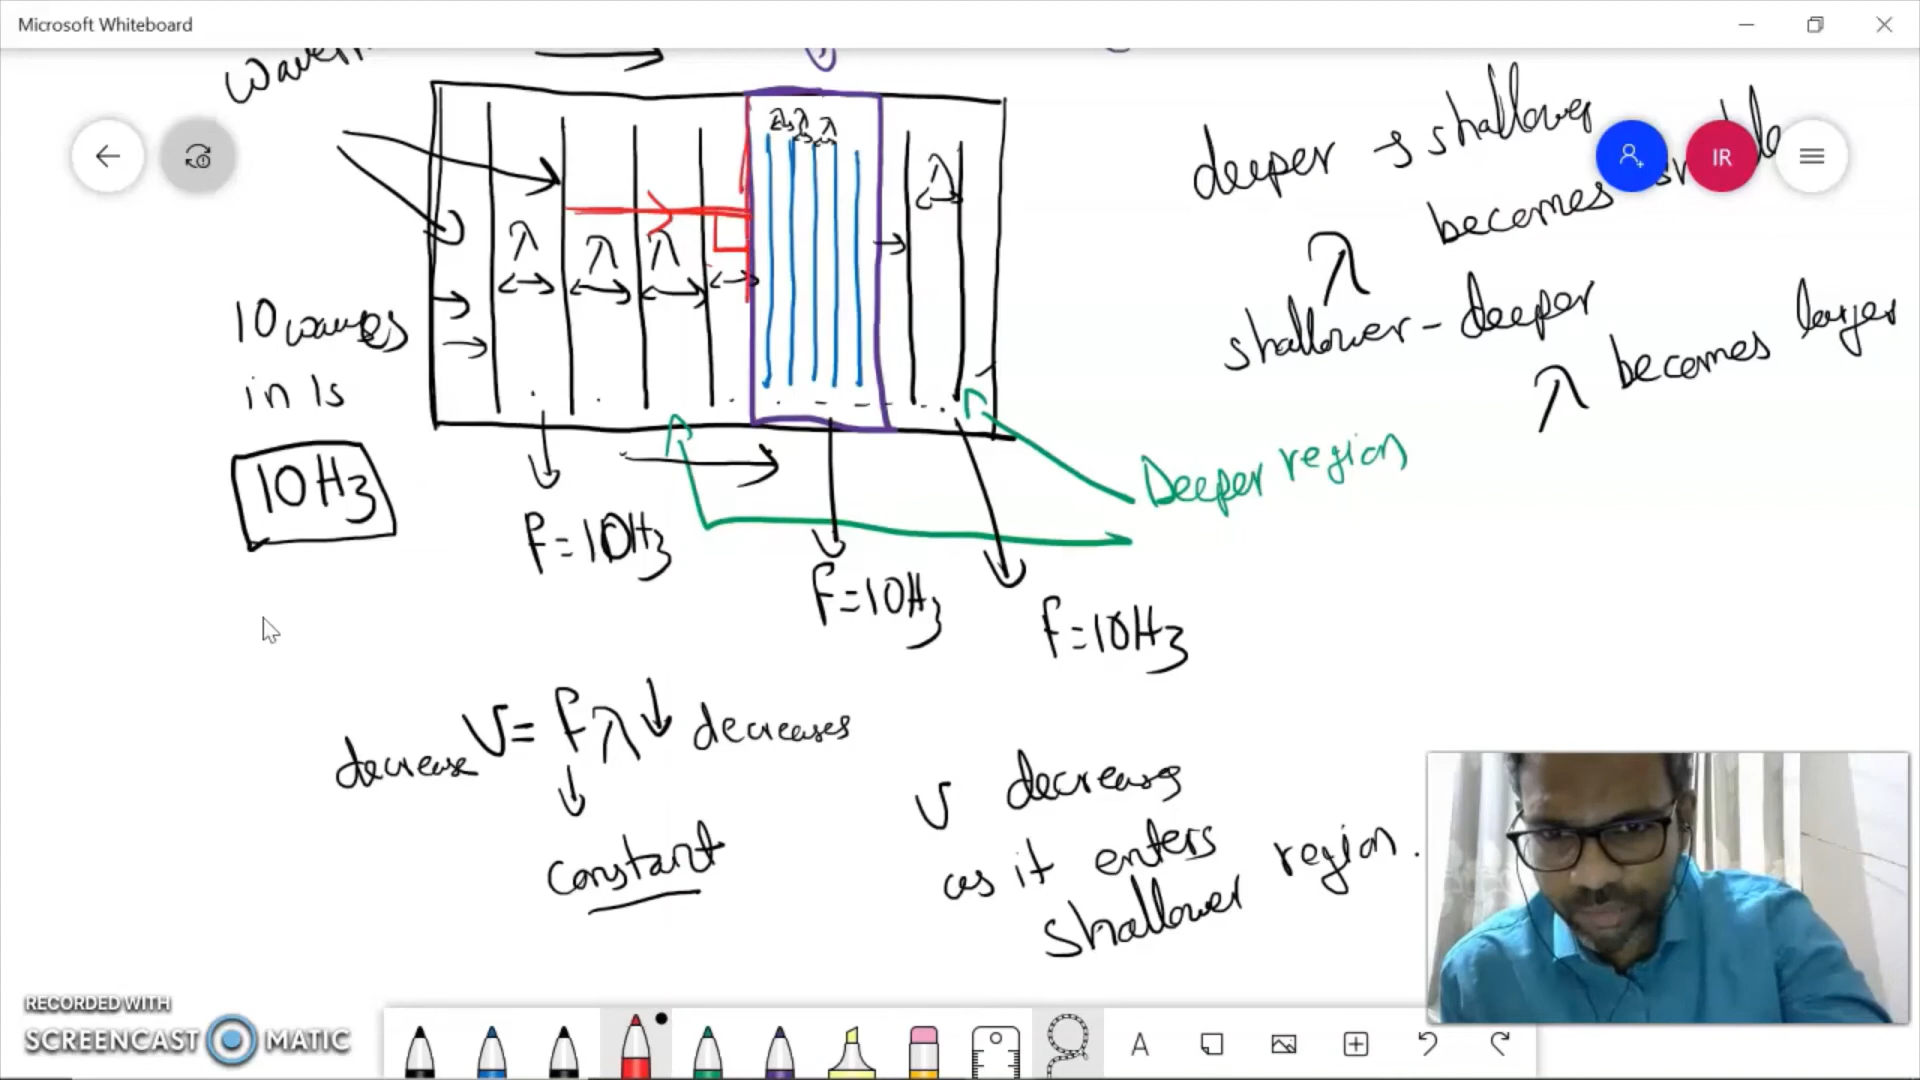 Microsoft Whiteboard
deeper → shallower
λ becomes
shallower - deeper
λ becomes larger
λ λ λ
λ
λ λ λ
10 waves
in 1s
10Hz
Deeper region
f=10Hz
f=10Hz
f=10Hz
IR
decrease V= fλ↓ decreases
↓
constant
v decreases
as it enters
shallower region.
RECORDED WITH
SCREENCAST MATIC
A